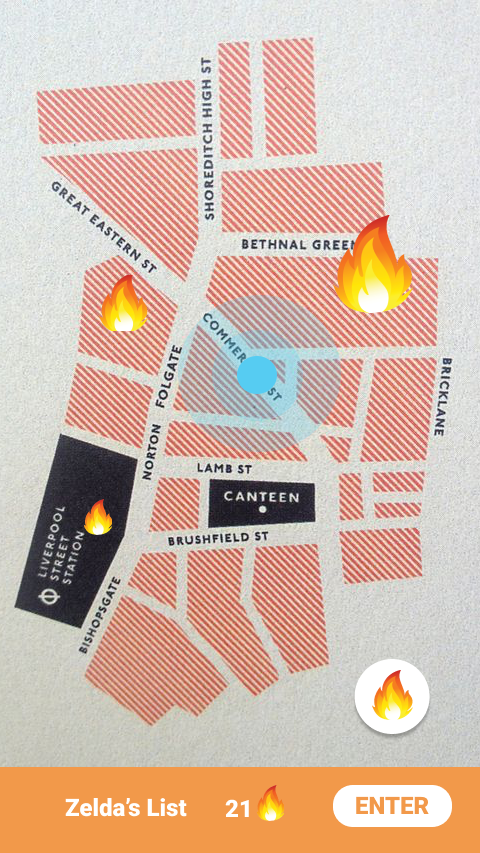 SHOREDITCH HIGH ST
GREAT EASTERN ST
BETHNAL GREEN
COMMER
ST
FOLGATE
NORTON
BRICKLANE
LAMB ST
CANTEEN
BRUSHFIELD ST
LIVERPOOL
STREET
STATION
BISHOPSGATE
Zelda's List
21
ENTER